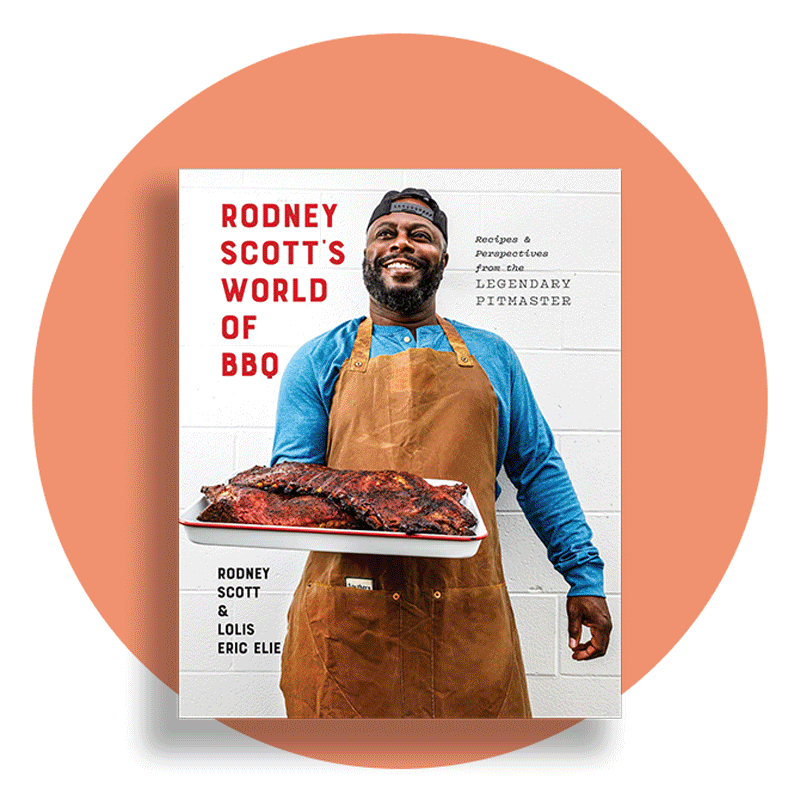 RODNEY
SCOTT'S
WORLD
OF
BBQ
Recipes &
Perspectives
from the
LEGENDARY
PITMASTER
RODNEY
SCOTT
&
LOLIS
ERIC ELIE